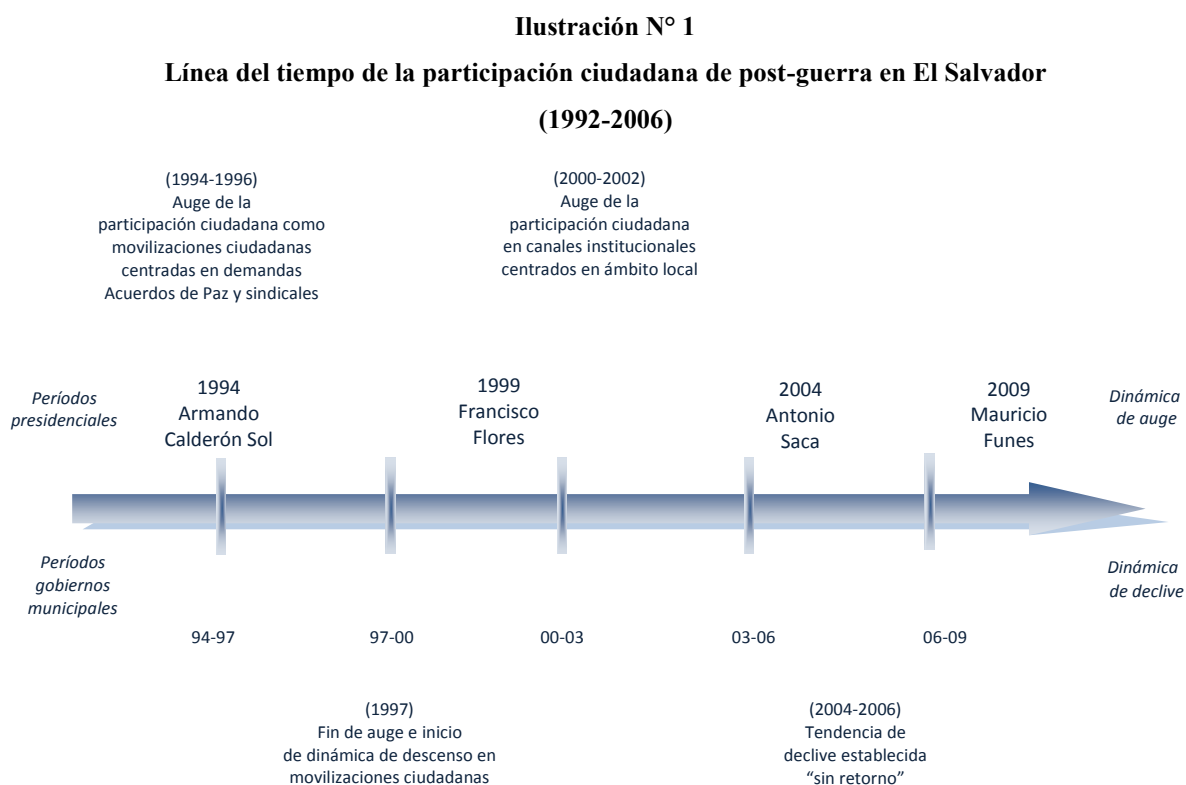 Ilustración N° 1
Línea del tiempo de la participación ciudadana de post-guerra en El Salvador
(1992-2006)
(1994-1996)
Auge de la
participación ciudadana como
movilizaciones ciudadanas
centradas en demandas
Acuerdos de Paz y sindicales
(2000-2002)
Auge de la
participación ciudadana
en canales institucionales
centrados en ámbito local
Períodos
presidenciales
1994
Armando
Calderón Sol
1999
Francisco
Flores
2004
Antonio
Saca
2009
Mauricio
Funes
Dinámica
de auge
Períodos
gobiernos
municipales
Dinámica
de declive
94-97
97-00
00-03
03-06
06-09
(1997)
Fin de auge e inicio
de dinámica de descenso en
movilizaciones ciudadanas
(2004-2006)
Tendencia de
declive establecida
“sin retorno”